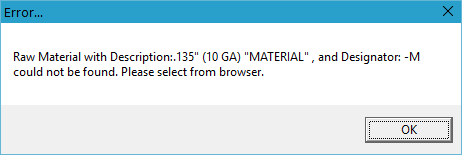 Error...
Raw Material with Description:.135" (10 GA) "MATERIAL" , and Designator: -M
could not be found. Please select from browser.
OK